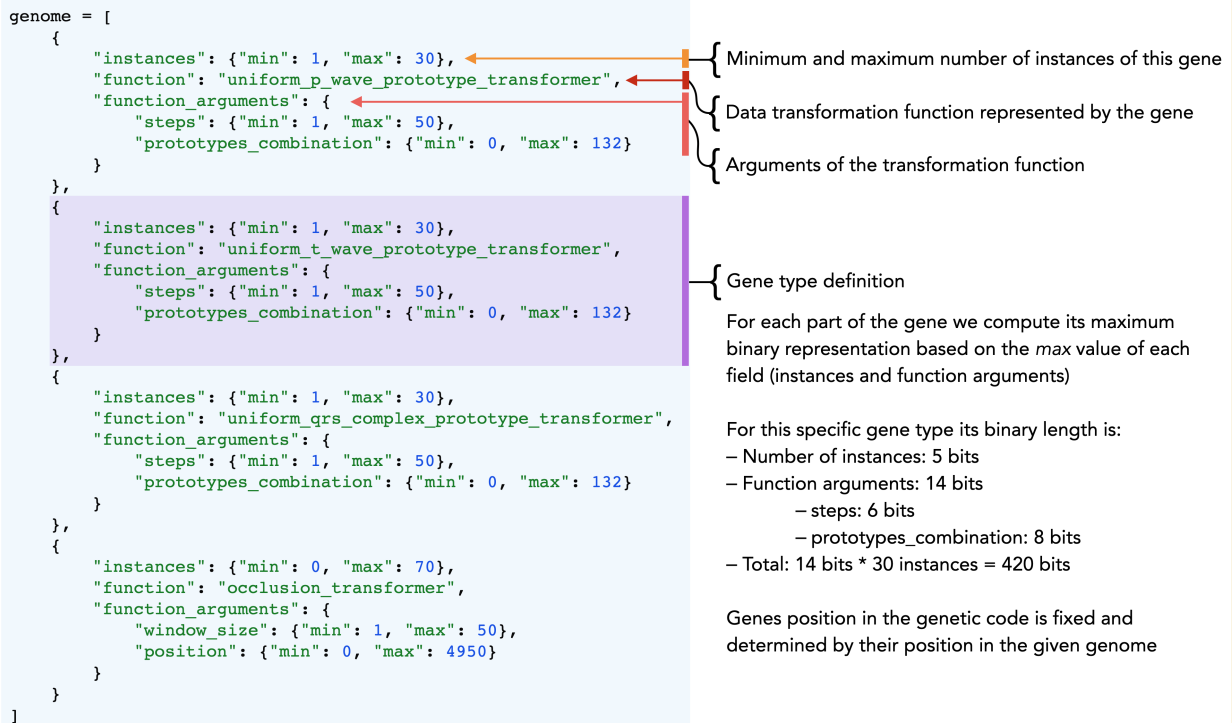 genome = [
    {
        "instances": {"min": 1, "max": 30},
        "function": "uniform_p_wave_prototype_transformer",
        "function_arguments": {
            "steps": {"min": 1, "max": 50},
            "prototypes_combination": {"min": 0, "max": 132}
        }
    },
    {
        "instances": {"min": 1, "max": 30},
        "function": "uniform_t_wave_prototype_transformer",
        "function_arguments": {
            "steps": {"min": 1, "max": 50},
            "prototypes_combination": {"min": 0, "max": 132}
        }
    },
    {
        "instances": {"min": 1, "max": 30},
        "function": "uniform_qrs_complex_prototype_transformer",
        "function_arguments": {
            "steps": {"min": 1, "max": 50},
            "prototypes_combination": {"min": 0, "max": 132}
        }
    },
    {
        "instances": {"min": 0, "max": 70},
        "function": "occlusion_transformer",
        "function_arguments": {
            "window_size": {"min": 1, "max": 50},
            "position": {"min": 0, "max": 4950}
        }
    }
]
Minimum and maximum number of instances of this gene
Data transformation function represented by the gene
Arguments of the transformation function
Gene type definition
For each part of the gene we compute its maximum
binary representation based on the max value of each
field (instances and function arguments)
For this specific gene type its binary length is:
– Number of instances: 5 bits
– Function arguments: 14 bits
– steps: 6 bits
– prototypes_combination: 8 bits
– Total: 14 bits * 30 instances = 420 bits
Genes position in the genetic code is fixed and
determined by their position in the given genome